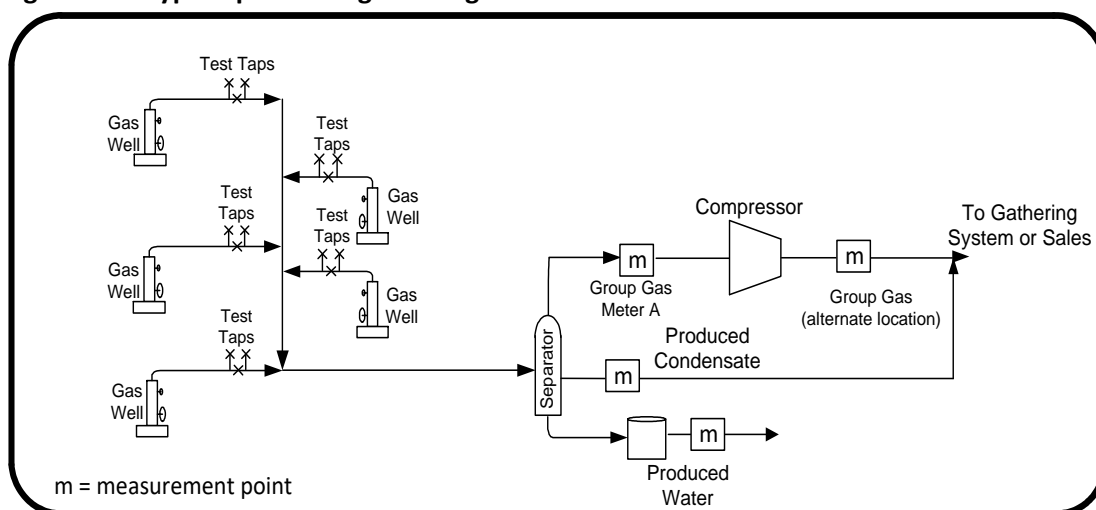 Test Taps
Gas
Well
Test
Taps
Gas
Well
Test
Taps
Gas
Well
Test
Taps
Gas
Well
Test
Taps
Gas
Well
Separator
m
Group Gas
Meter A
Compressor
m
Group Gas
(alternate location)
To Gathering
System or Sales
Produced
Condensate
m
m
Produced
Water
m = measurement point